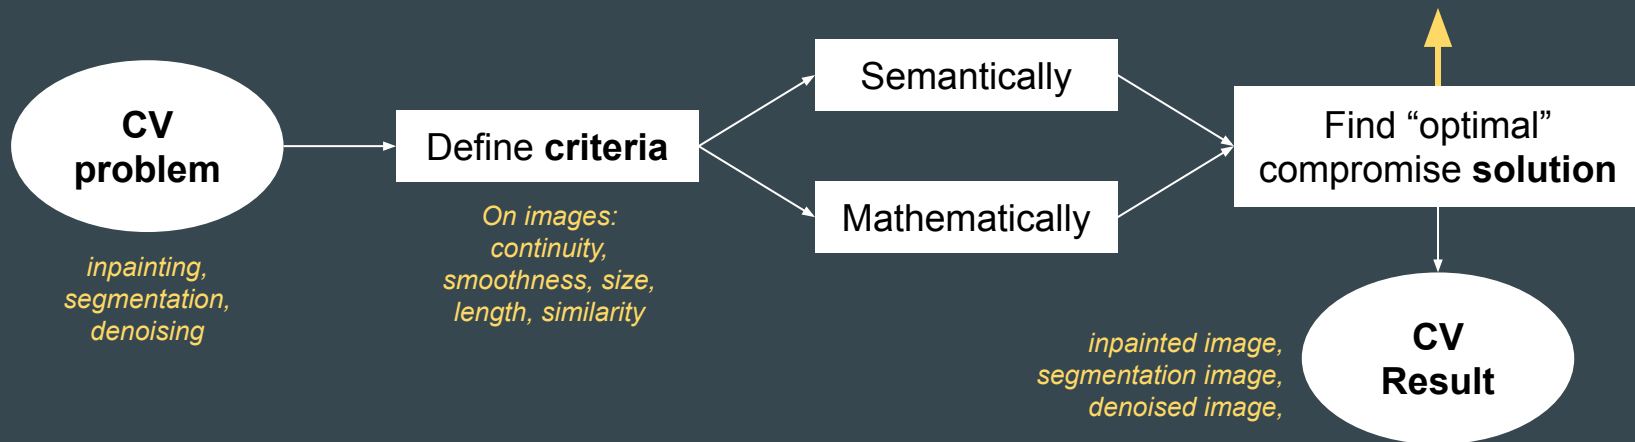 CV
problem
inpainting,
segmentation,
denoising
Define criteria
On images:
continuity,
smoothness, size,
length, similarity
Semantically
Mathematically
Find “optimal”
compromise solution
inpainted image,
segmentation image,
denoised image,
CV
Result